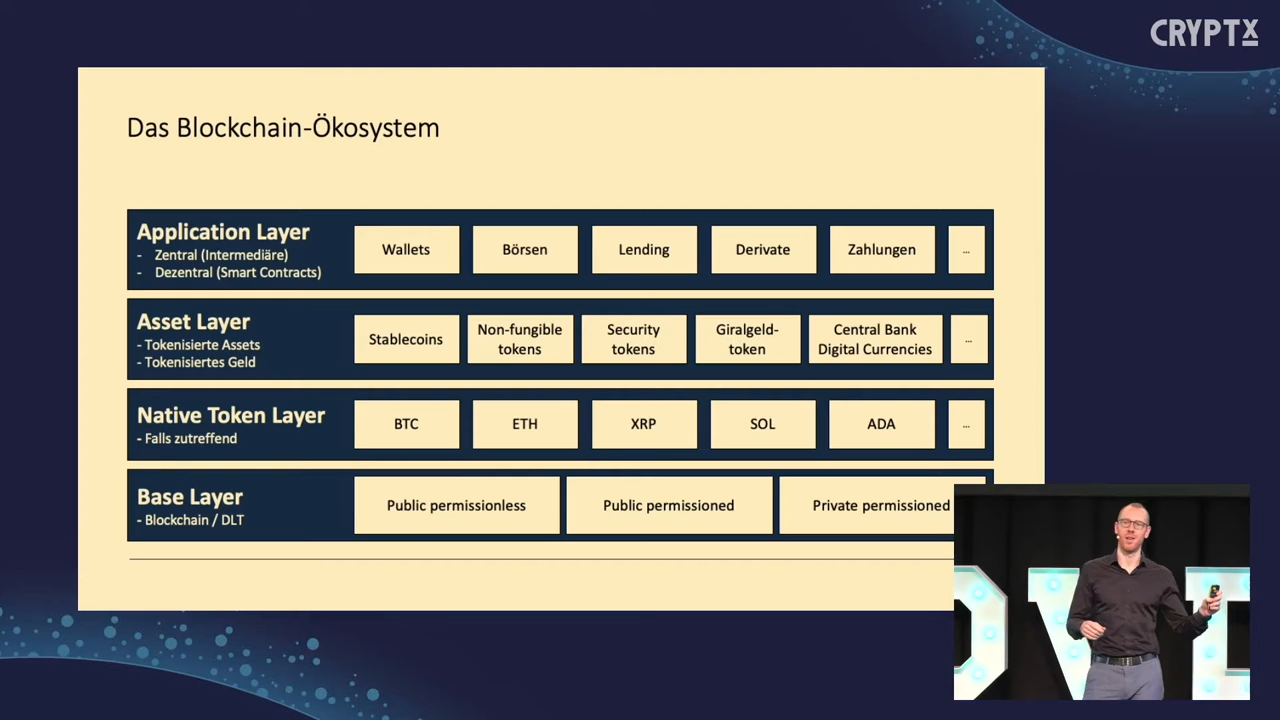 CRYPTX
Das Blockchain-Ökosystem
Application Layer
- Zentral (Intermediäre)
- Dezentral (Smart Contracts)
Wallets
Börsen
Lending
Derivate
Zahlungen
...
Asset Layer
- Tokenisierte Assets
- Tokenisiertes Geld
Stablecoins
Non-fungible
tokens
Security
tokens
Giralgeld-
token
Central Bank
Digital Currencies
...
Native Token Layer
- Falls zutreffend
BTC
ETH
XRP
SOL
ADA
...
Base Layer
- Blockchain / DLT
Public permissionless
Public permissioned
Private permissioned